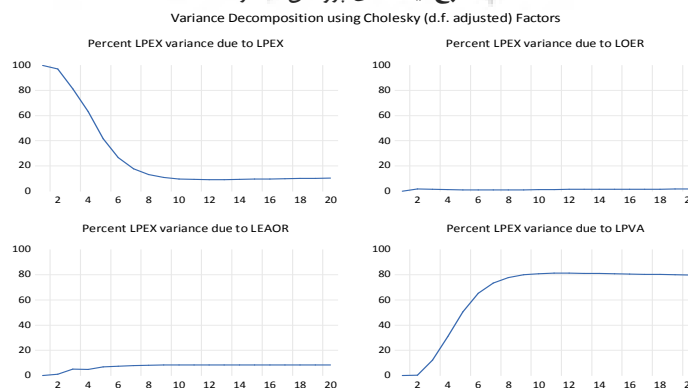 Variance Decomposition using Cholesky (d.f. adjusted) Factors
Percent LPEX variance due to LPEX
100
80
60
40
20
0
2 4 6 8 10 12 14 16 18 20
Percent LPEX variance due to LOER
100
80
60
40
20
0
2 4 6 8 10 12 14 16 18
Percent LPEX variance due to LEAOR
100
80
60
40
20
0
2 4 6 8 10 12 14 16 18 20
Percent LPEX variance due to LPVA
100
80
60
40
20
0
2 4 6 8 10 12 14 16 18